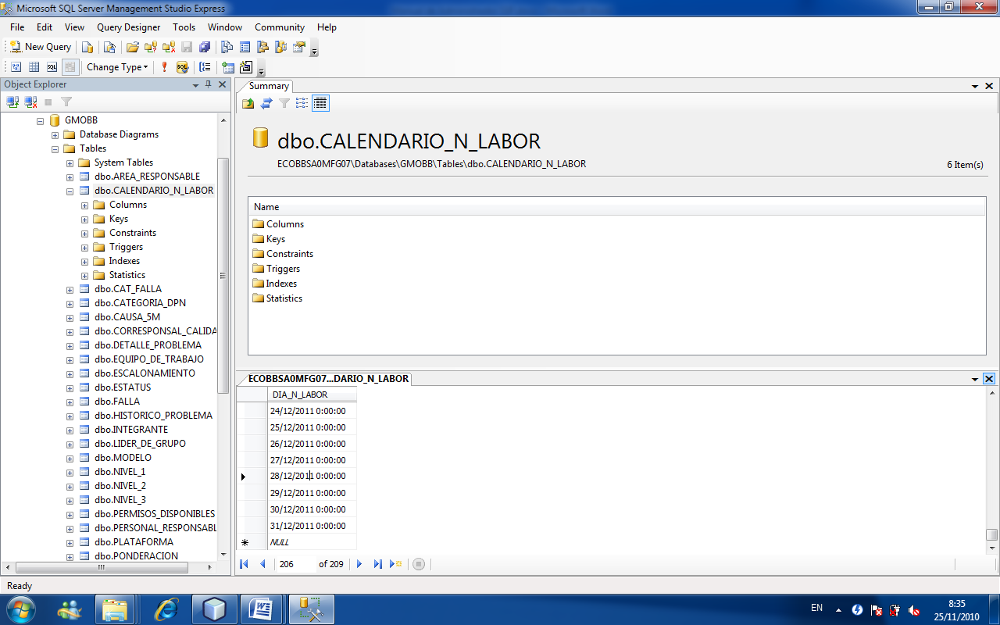 Microsoft SQL Server Management Studio Express
File Edit View Query Designer Tools Window Community Help
New Query
Change Type
Object Explorer
GMOBB
Database Diagrams
Tables
System Tables
dbo.AREA_RESPONSABLE
dbo.CALENDARIO_N_LABOR
Columns
Keys
Constraints
Triggers
Indexes
Statistics
dbo.CAT_FALLA
dbo.CATEGORIA_DPN
dbo.CAUSA_5M
dbo.CORRESPONSAL_CALIDA
dbo.DETALLE_PROBLEMA
dbo.EQUIPO_DE_TRABAJO
dbo.ESCALONAMIENTO
dbo.ESTATUS
dbo.FALLA
dbo.HISTORICO_PROBLEMA
dbo.INTEGRANTE
dbo.LIDER_DE_GRUPO
dbo.MODELO
dbo.NIVEL_1
dbo.NIVEL_2
dbo.NIVEL_3
dbo.PERMISOS_DISPONIBLES
dbo.PERSONAL_RESPONSABL
dbo.PLATAFORMA
dbo.PONDERACION
Summary
dbo.CALENDARIO_N_LABOR
ECOBBSA0MFG07\Databases\GMOBB\Tables\dbo.CALENDARIO_N_LABOR
6 Item(s)
Name
Columns
Keys
Constraints
Triggers
Indexes
Statistics
ECOBBSA0MFG07...DARIO_N_LABOR
DIA_N_LABOR
24/12/2011 0:00:00
25/12/2011 0:00:00
26/12/2011 0:00:00
27/12/2011 0:00:00
28/12/2011 0:00:00
29/12/2011 0:00:00
30/12/2011 0:00:00
31/12/2011 0:00:00
NULL
206 of 209
Ready
EN
8:35
25/11/2010